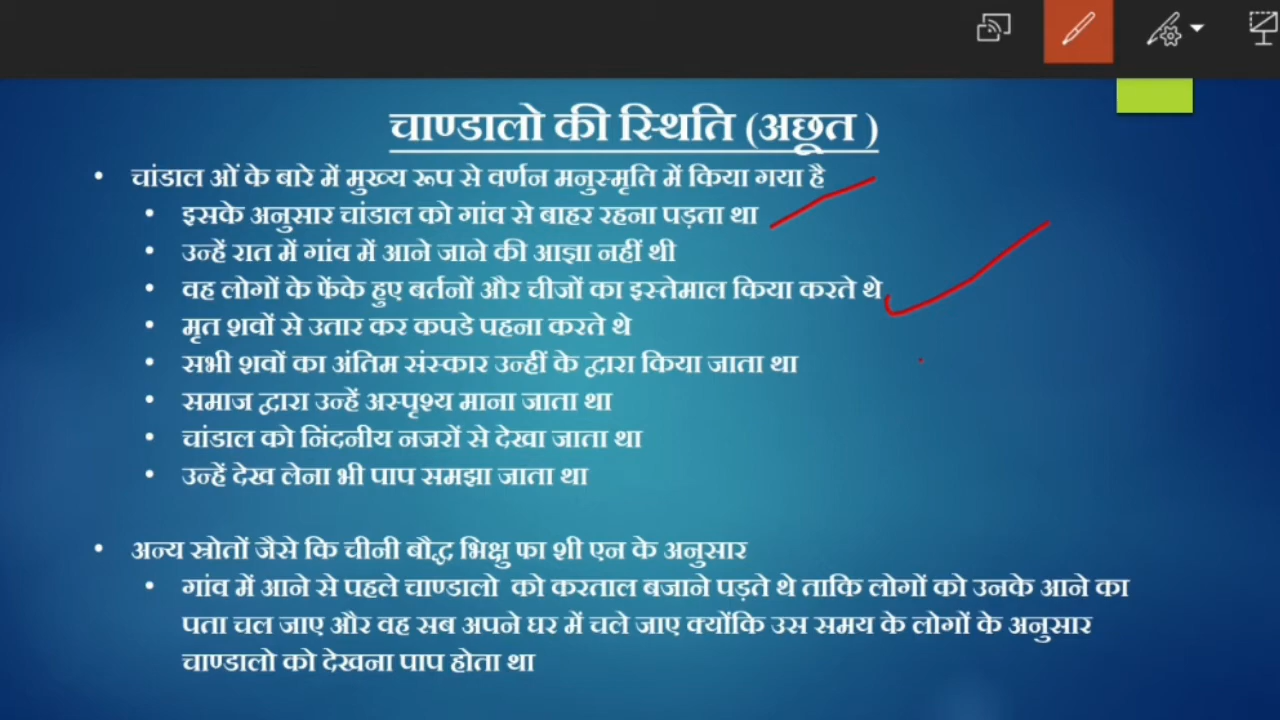 चाण्डालो की स्थिति (अछूत )
• चांडाल ओं के बारे में मुख्य रूप से वर्णन मनुस्मृति में किया गया है
• इसके अनुसार चांडाल को गांव से बाहर रहना पड़ता था
• उन्हें रात में गांव में आने जाने की आज्ञा नहीं थी
• वह लोगों के फेंके हुए बर्तनों और चीजों का इस्तेमाल किया करते थे
• मृत शवों से उतार कर कपडे पहना करते थे
• सभी शवों का अंतिम संस्कार उन्हीं के द्वारा किया जाता था
• समाज द्वारा उन्हें अस्पृश्य माना जाता था
• चांडाल को निंदनीय नजरों से देखा जाता था
• उन्हें देख लेना भी पाप समझा जाता था
• अन्य स्रोतों जैसे कि चीनी बौद्ध भिक्षु फा शी एन के अनुसार
• गांव में आने से पहले चाण्डालो को करताल बजाने पड़ते थे ताकि लोगों को उनके आने का
पता चल जाए और वह सब अपने घर में चले जाए क्योंकि उस समय के लोगों के अनुसार
चाण्डालो को देखना पाप होता था